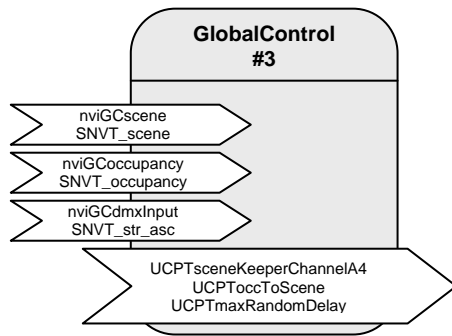 GlobalControl
#3
nviGCscene
SNVT_scene
nviGCoccupancy
SNVT_occupancy
nviGCdmxInput
SNVT_str_asc
UCPTsceneKeeperChannelA4
UCPToccToScene
UCPTmaxRandomDelay